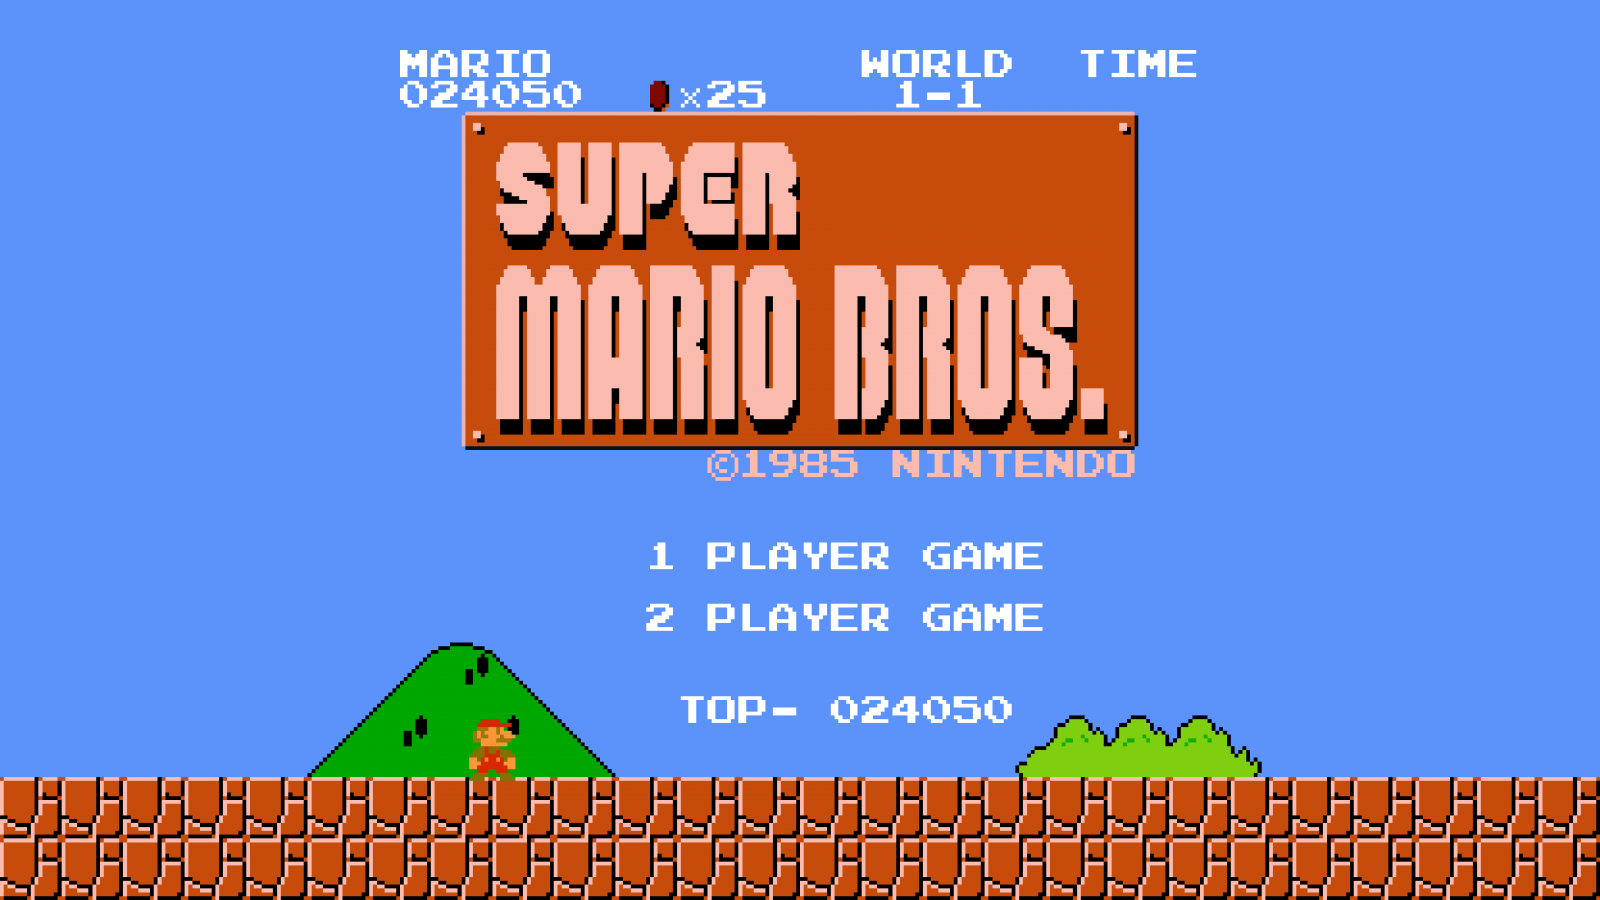 MARIO WORLD TIME
024050 ×25 1-1
SUPER
MARIO BROS.
©1985 NINTENDO
1 PLAYER GAME
2 PLAYER GAME
TOP- 024050